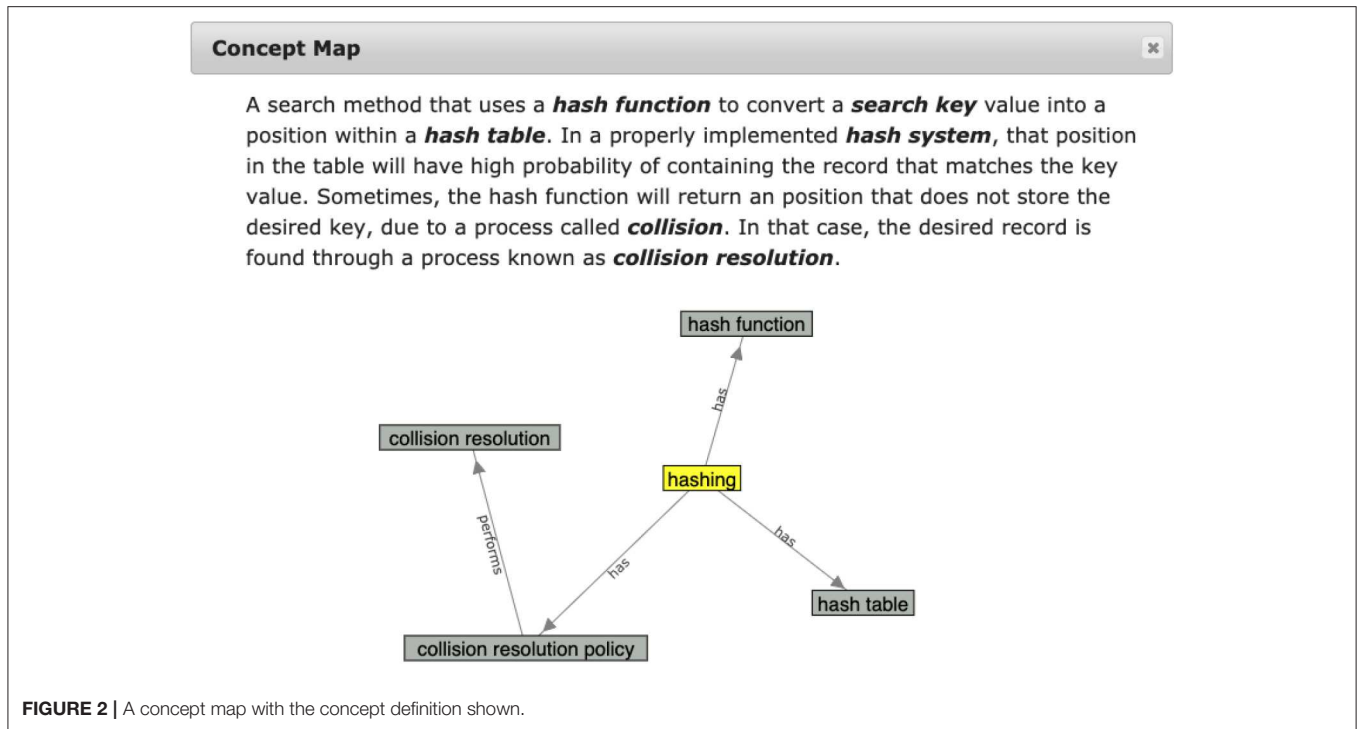 Concept Map
A search method that uses a hash function to convert a search key value into a
position within a hash table. In a properly implemented hash system, that position
in the table will have high probability of containing the record that matches the key
value. Sometimes, the hash function will return an position that does not store the
desired key, due to a process called collision. In that case, the desired record is
found through a process known as collision resolution.
hash function
has
collision resolution
hashing
performs
has
has
hash table
collision resolution policy
FIGURE 2 | A concept map with the concept definition shown.